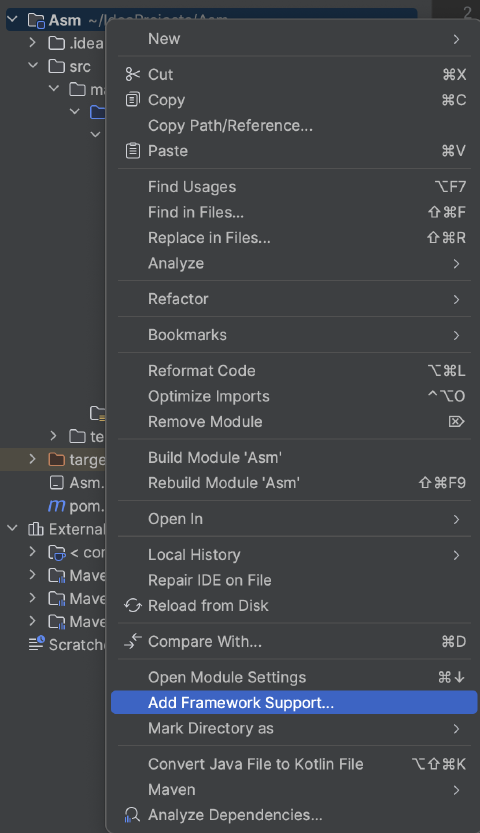 2
Asm ~/IdeaProjects/Asm
.idea
src
ma
te
targe
Asm.
pom.
External
< cor
Mave
Mave
Mave
Scratche
New
Cut ⌘X
Copy ⌘C
Copy Path/Reference...
Paste ⌘V
Find Usages ⌥F7
Find in Files... ⇧⌘F
Replace in Files... ⇧⌘R
Analyze
Refactor
Bookmarks
Reformat Code ⌥⌘L
Optimize Imports ^⌥O
Remove Module ⌦
Build Module 'Asm'
Rebuild Module 'Asm' ⇧⌘F9
Open In
Local History
Repair IDE on File
Reload from Disk
Compare With... ⌘D
Open Module Settings ⌘↓
Add Framework Support...
Mark Directory as
Convert Java File to Kotlin File ⌥⇧⌘K
Maven
Analyze Dependencies...